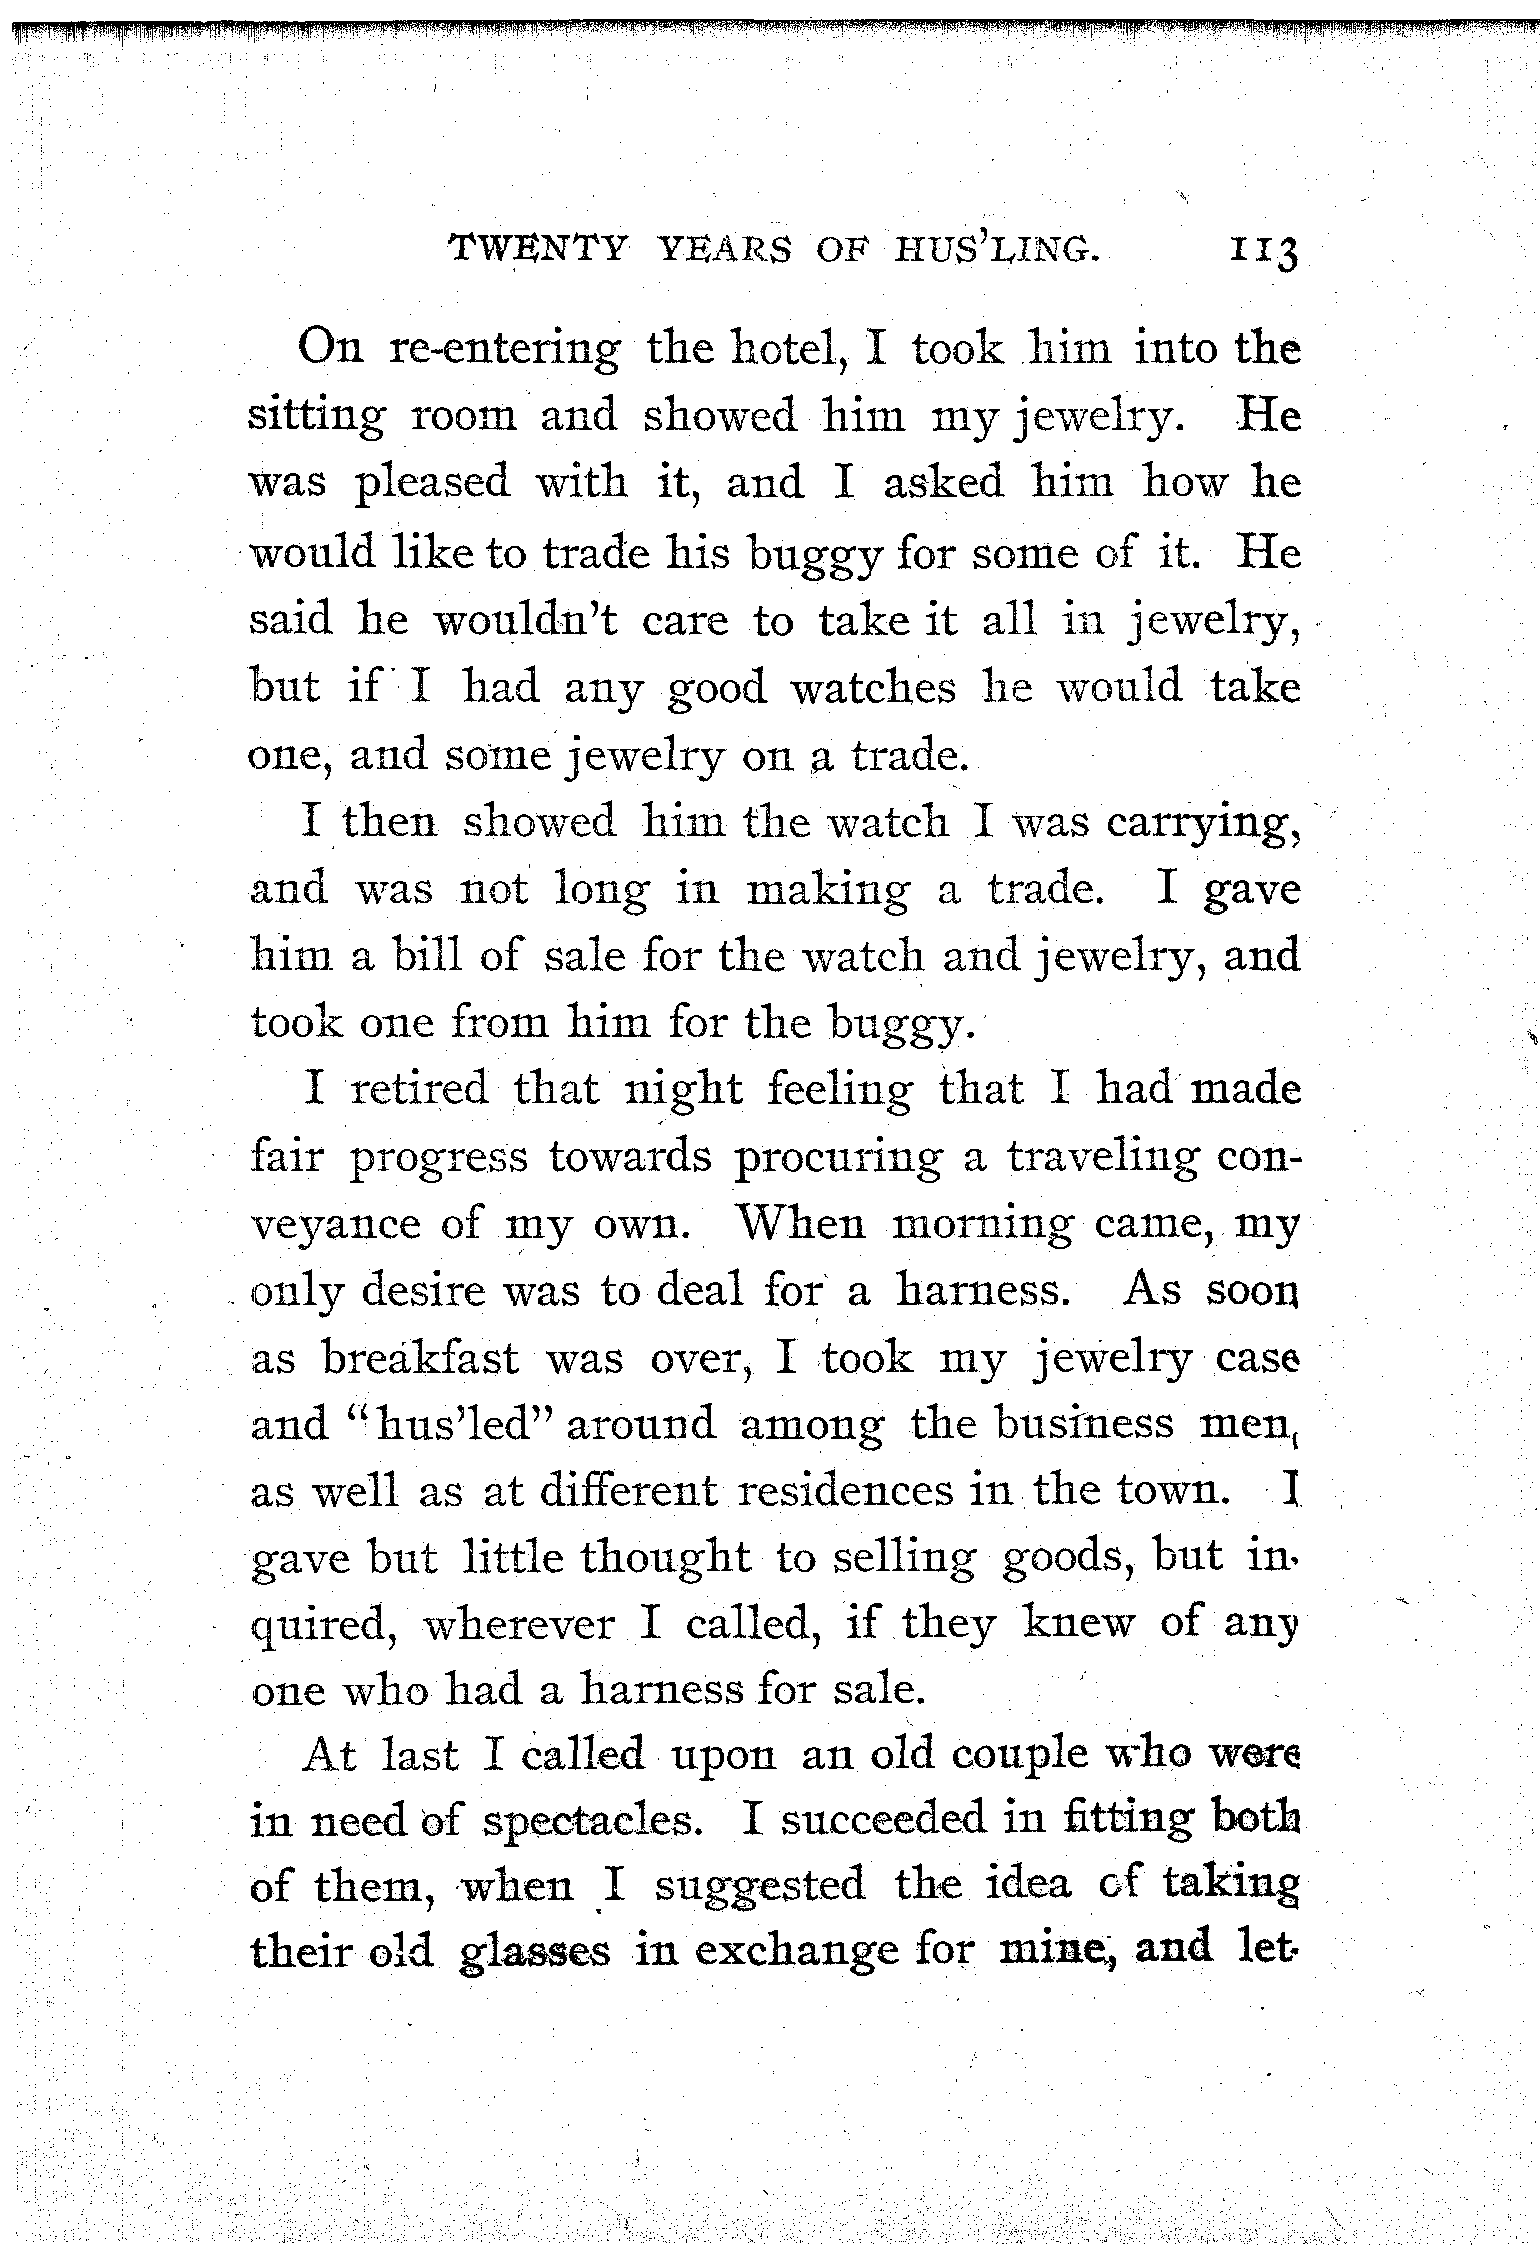 TWENTY YEARS OF HUS'LING. 113
On re-entering the hotel, I took him into the
sitting room and showed him my jewelry. He
was pleased with it, and I asked him how he
would like to trade his buggy for some of it. He
said he wouldn't care to take it all in jewelry,
but if I had any good watches he would take
one, and some jewelry on a trade.
I then showed him the watch I was carrying,
and was not long in making a trade. I gave
him a bill of sale for the watch and jewelry, and
took one from him for the buggy.
I retired that night feeling that I had made
fair progress towards procuring a traveling con-
veyance of my own. When morning came, my
only desire was to deal for a harness. As soon
as breakfast was over, I took my jewelry case
and "hus'led" around among the business men,
as well as at different residences in the town. I
gave but little thought to selling goods, but in-
quired, wherever I called, if they knew of any
one who had a harness for sale.
At last I called upon an old couple who were
in need of spectacles. I succeeded in fitting both
of them, when I suggested the idea of taking
their old glasses in exchange for mine, and let-